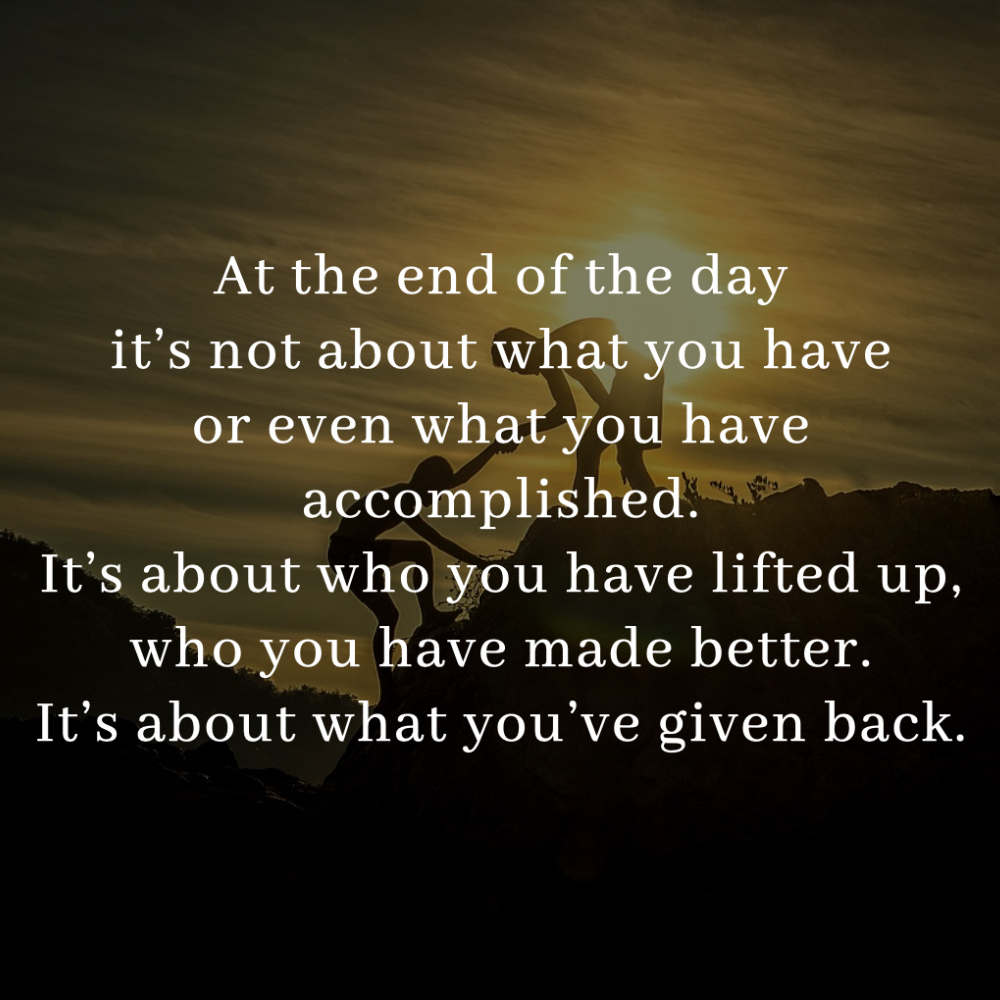 At the end of the day
it’s not about what you have
or even what you have
accomplished.
It’s about who you have lifted up,
who you have made better.
It’s about what you’ve given back.